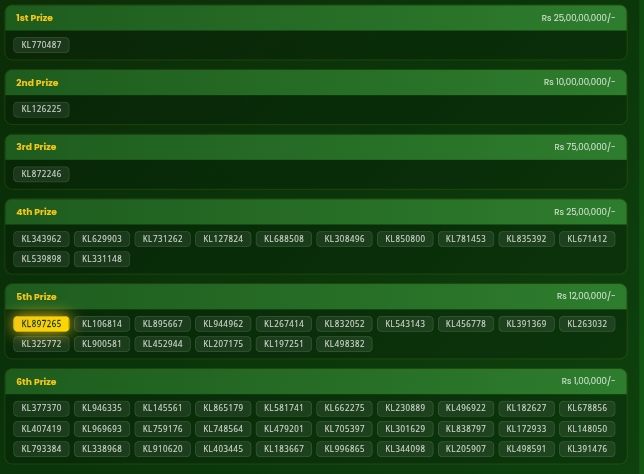 1st Prize Rs 25,00,00,000/-
KL770487
2nd Prize Rs 10,00,00,000/-
KL126225
3rd Prize Rs 75,00,000/-
KL872246
4th Prize Rs 25,00,000/-
KL343962 KL629903 KL731262 KL127824 KL688508 KL308496 KL850800 KL781453 KL835392 KL671412
KL539898 KL331148
5th Prize Rs 12,00,000/-
KL897265 KL106814 KL895667 KL944962 KL267414 KL832052 KL543143 KL456778 KL391369 KL263032
KL325772 KL900581 KL452944 KL207175 KL197251 KL498382
6th Prize Rs 1,00,000/-
KL377370 KL946335 KL145561 KL865179 KL581741 KL662275 KL230889 KL496922 KL182627 KL678856
KL407419 KL969693 KL759176 KL748564 KL479201 KL705397 KL301629 KL838797 KL172933 KL148050
KL793384 KL338968 KL910620 KL403445 KL183667 KL996865 KL344098 KL205907 KL498591 KL391476